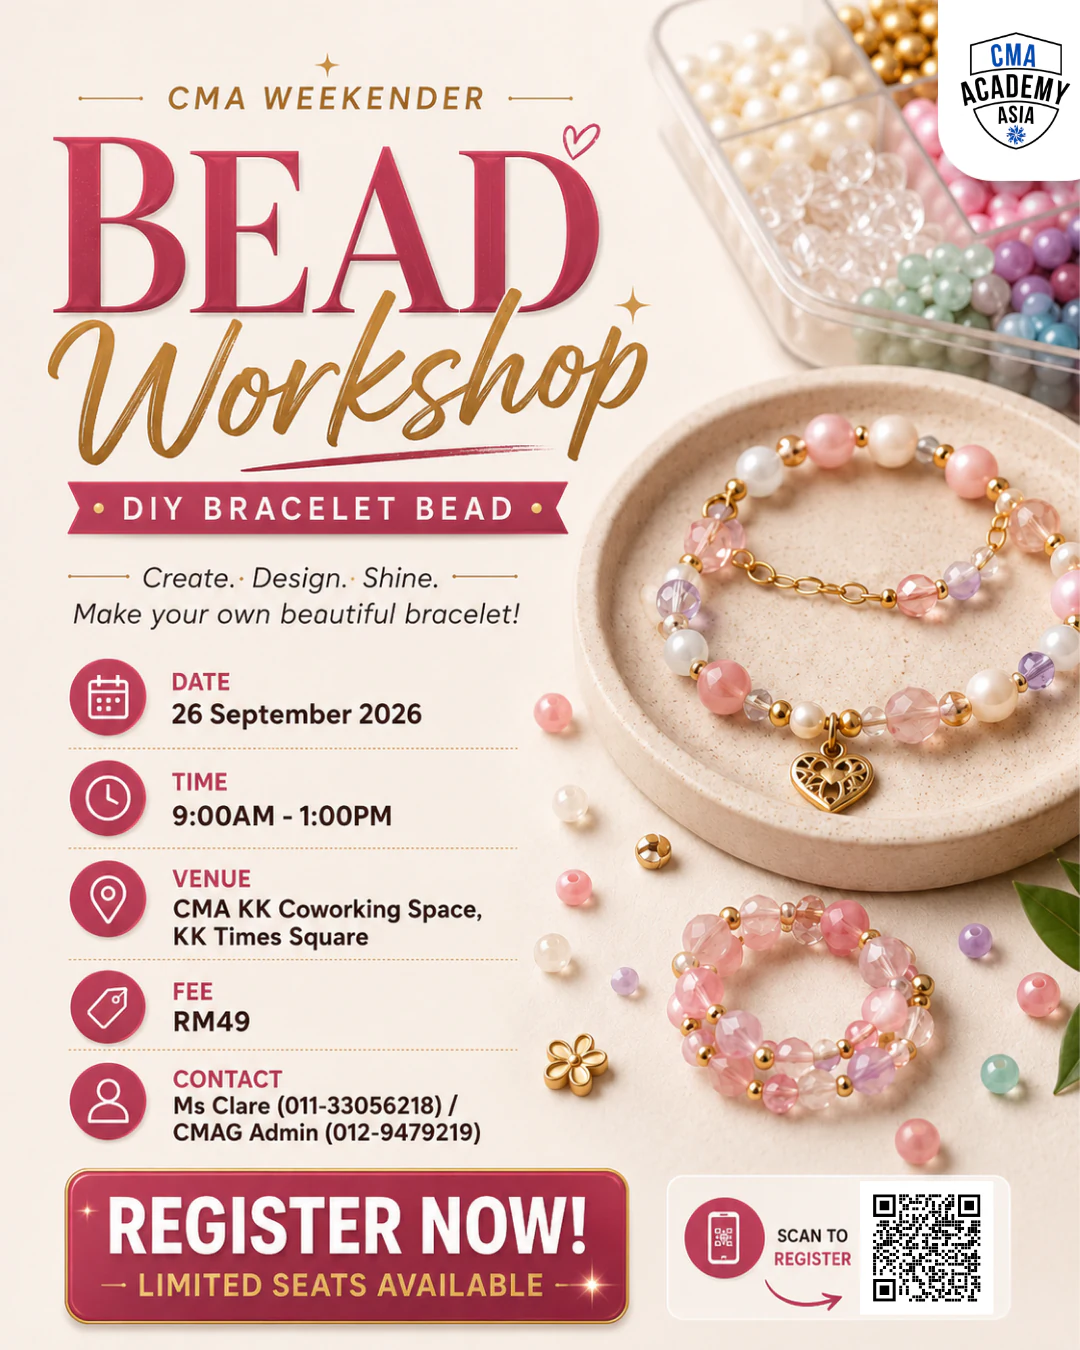 CMA WEEKENDER
CMA
ACADEMY
ASIA
BEAD
Workshop
• DIY BRACELET BEAD •
Create. · Design. · Shine.
Make your own beautiful bracelet!
DATE
26 September 2026
TIME
9:00AM - 1:00PM
VENUE
CMA KK Coworking Space,
KK Times Square
FEE
RM49
CONTACT
Ms Clare (011-33056218) /
CMAG Admin (012-9479219)
REGISTER NOW!
LIMITED SEATS AVAILABLE
SCAN TO
REGISTER